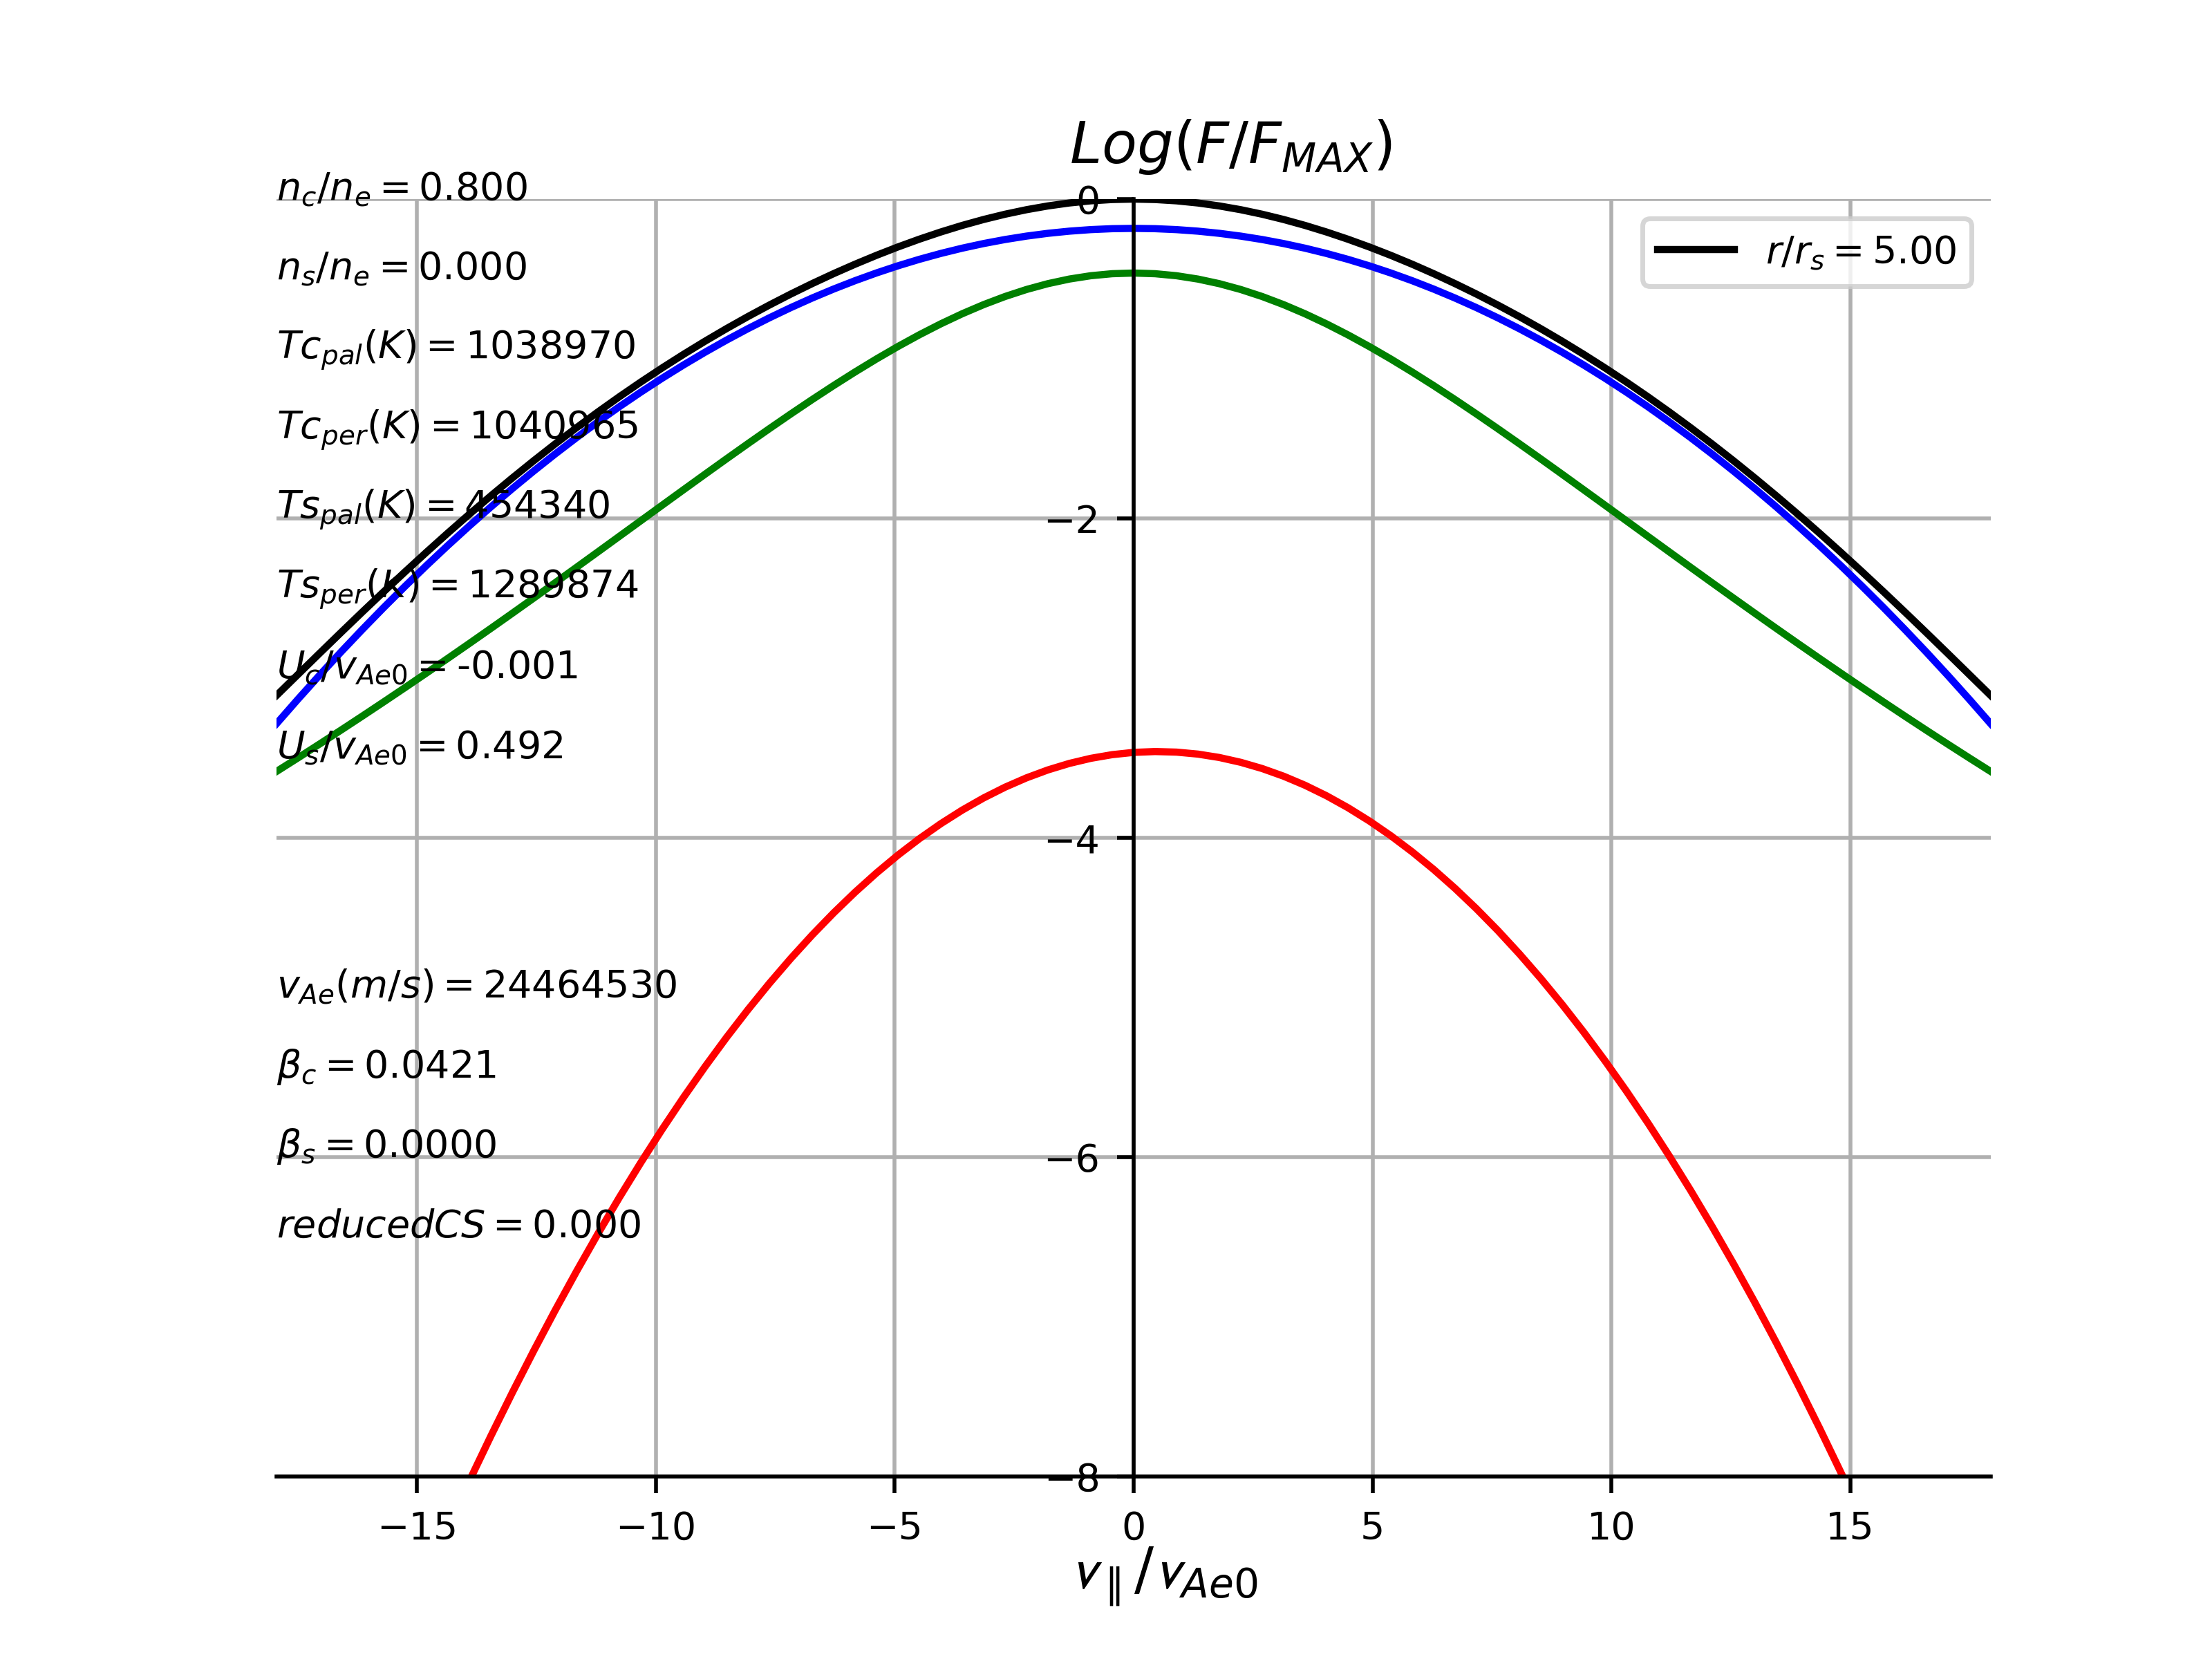 Log(F/F_MAX)
n_c/n_e = 0.800
0
r/r_s = 5.00
n_s/n_e = 0.000
Tc_pal(K) = 1038970
Tc_per(K) = 1040965
Ts_pal(K) = 454340
−2
Ts_per(K) = 1289874
U_c/v_Ae0 = -0.001
U_s/v_Ae0 = 0.492
−4
v_Ae(m/s) = 24464530
β_c = 0.0421
β_s = 0.0000
−6
reducedCS = 0.000
−8
−15 −10 −5 0 5 10 15
v_∥/v_Ae0